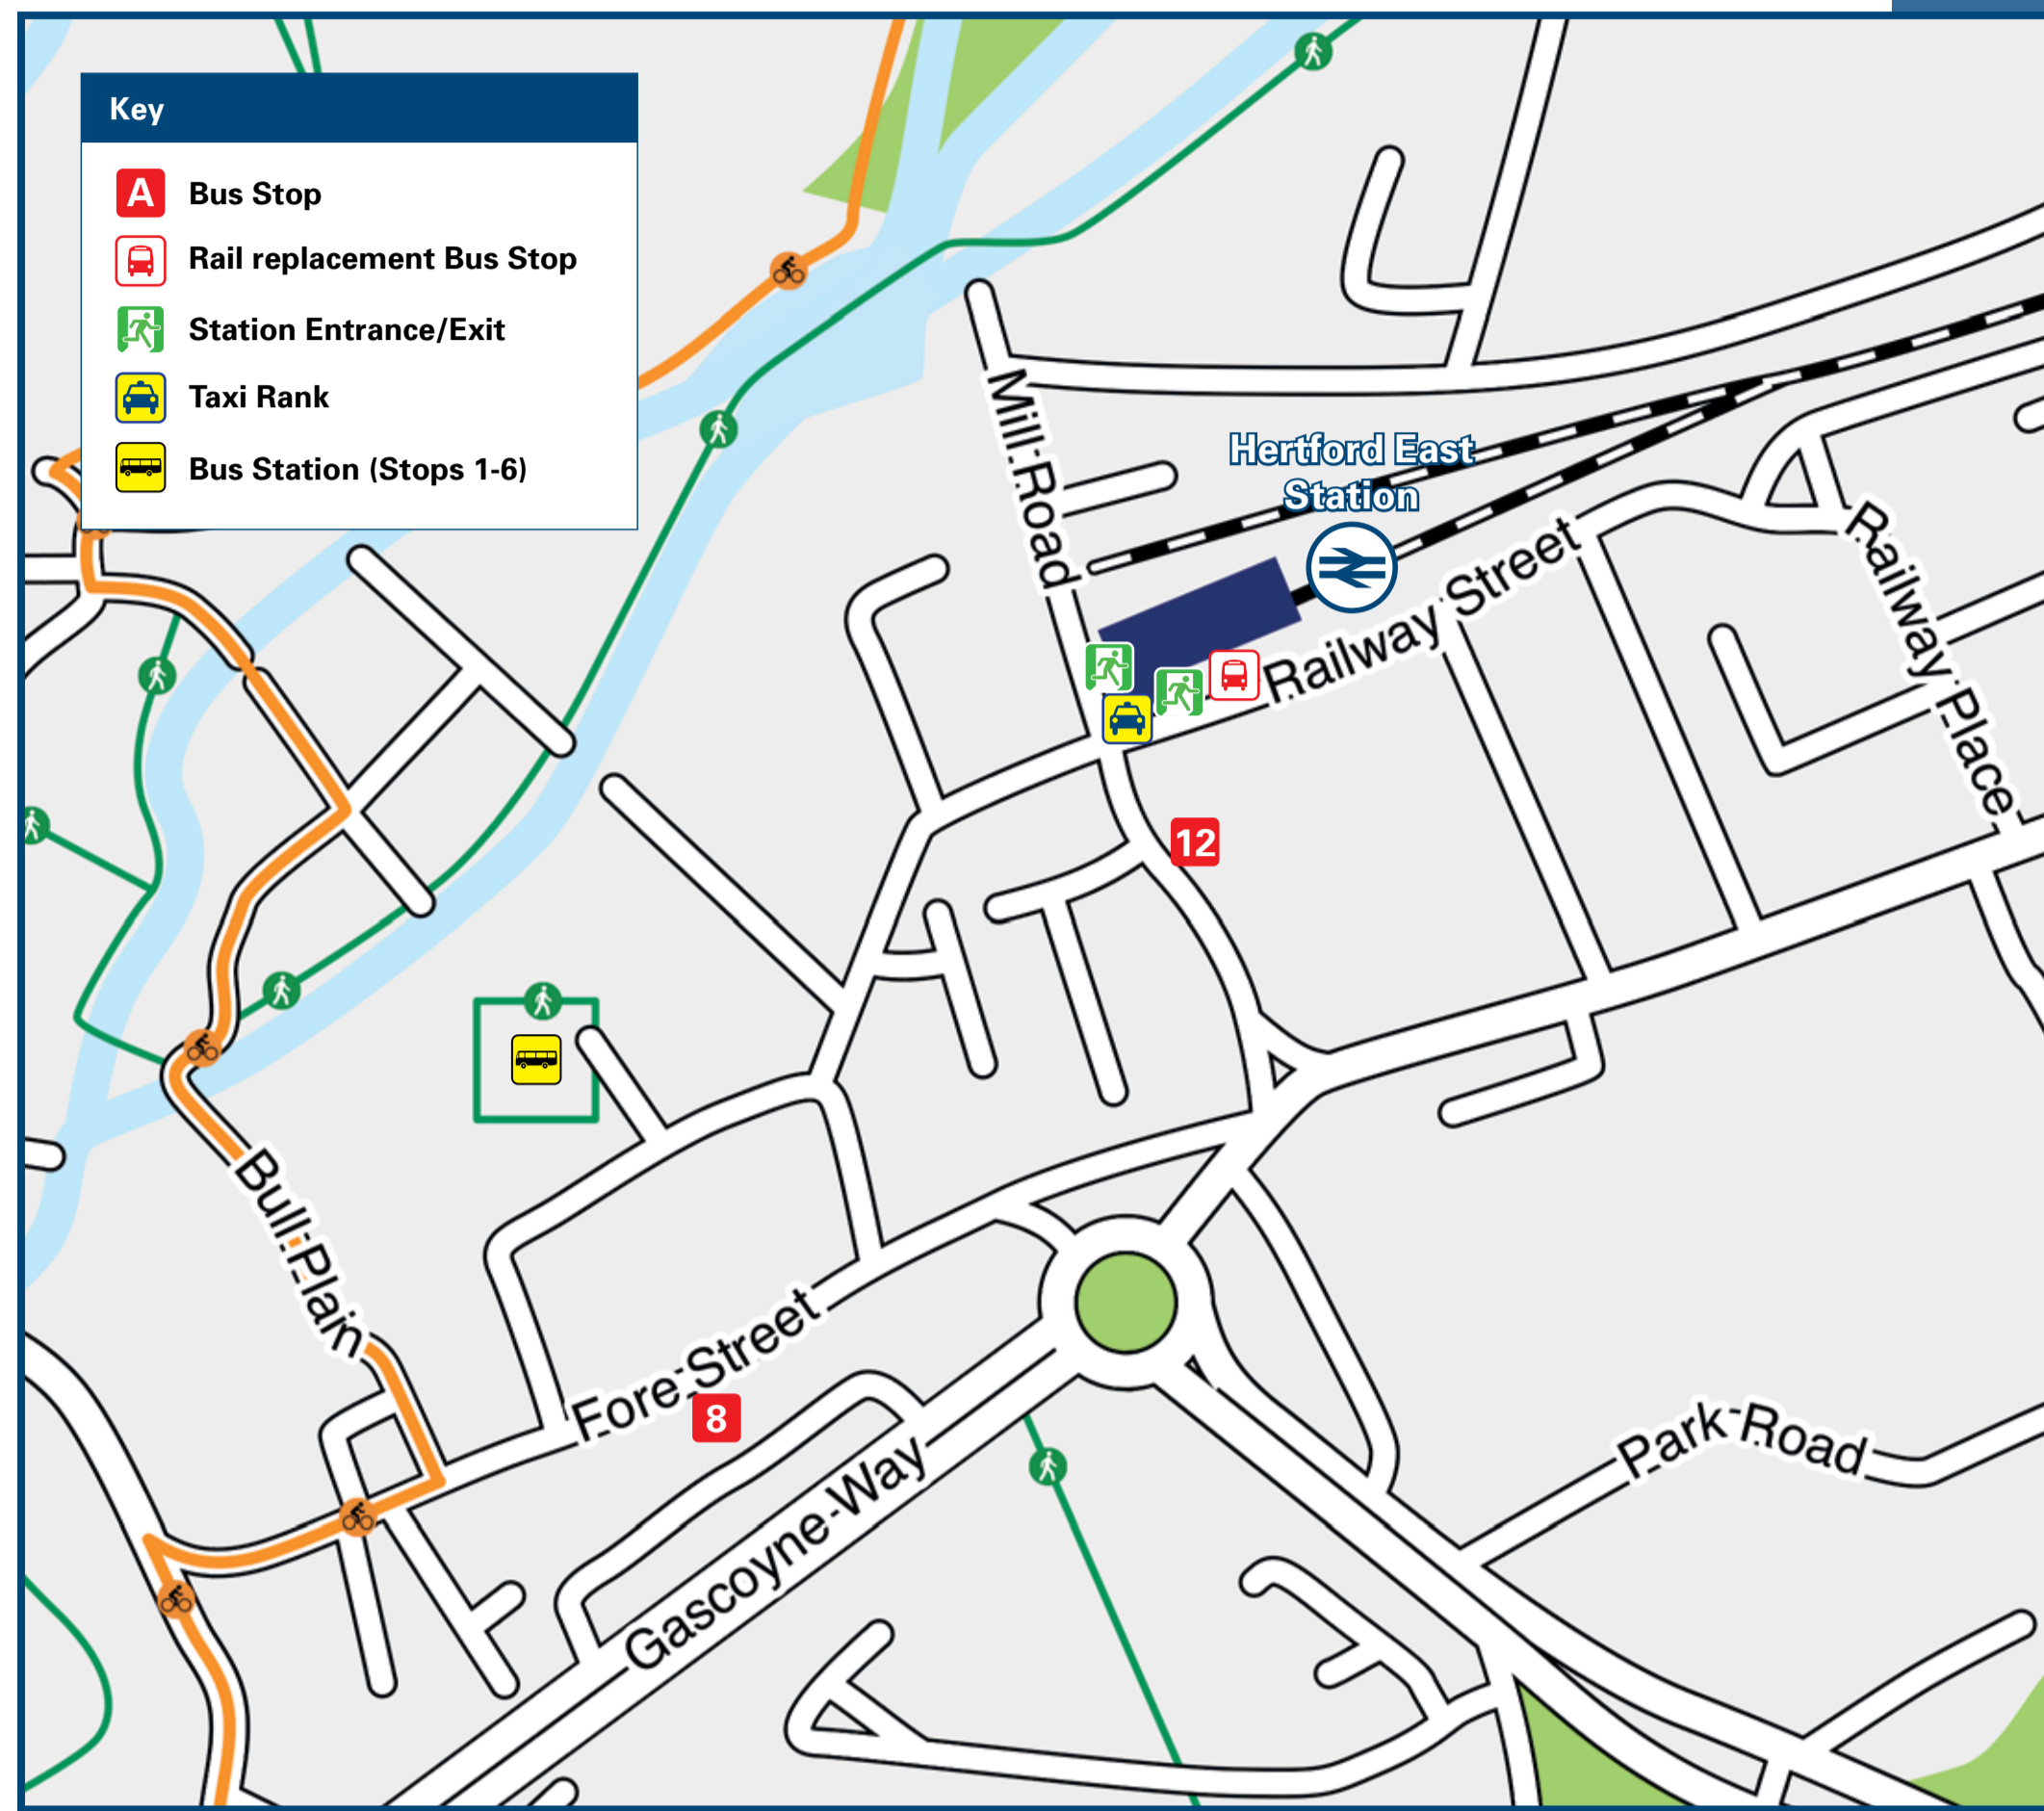 Key
A Bus Stop
Rail replacement Bus Stop
Station Entrance/Exit
Taxi Rank
Bus Station (Stops 1-6)
Mill Road
Hertford East
Station
Railway Street
Railway Place
12
Bull Plain
Fore Street
8
Gascoyne Way
Park Road